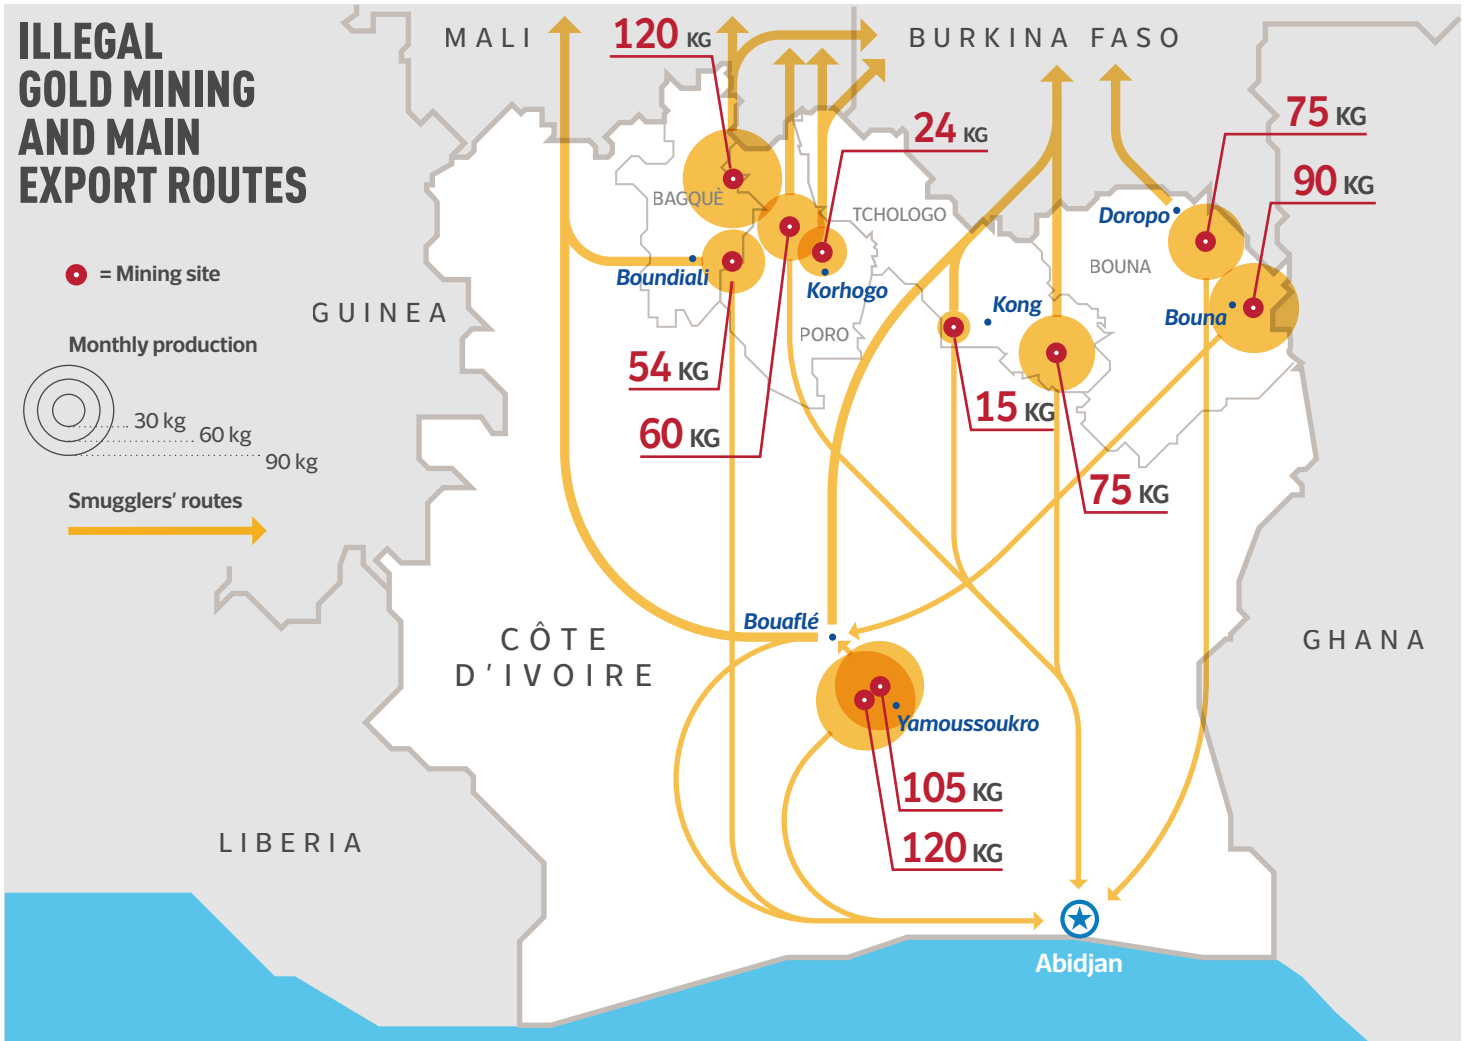 ILLEGAL
GOLD MINING
AND MAIN
EXPORT ROUTES
= Mining site
Monthly production
30 kg
60 kg
90 kg
Smugglers' routes
MALI
BURKINA FASO
GUINEA
LIBERIA
GHANA
CÔTE
D'IVOIRE
120 KG
24 KG
75 KG
90 KG
BAGQUÈ
TCHOLOGO
Doropo
BOUNA
Boundiali
Korhogo
Kong
Bouna
PORO
54 KG
60 KG
15 KG
75 KG
Bouaflé
Yamoussoukro
105 KG
120 KG
Abidjan